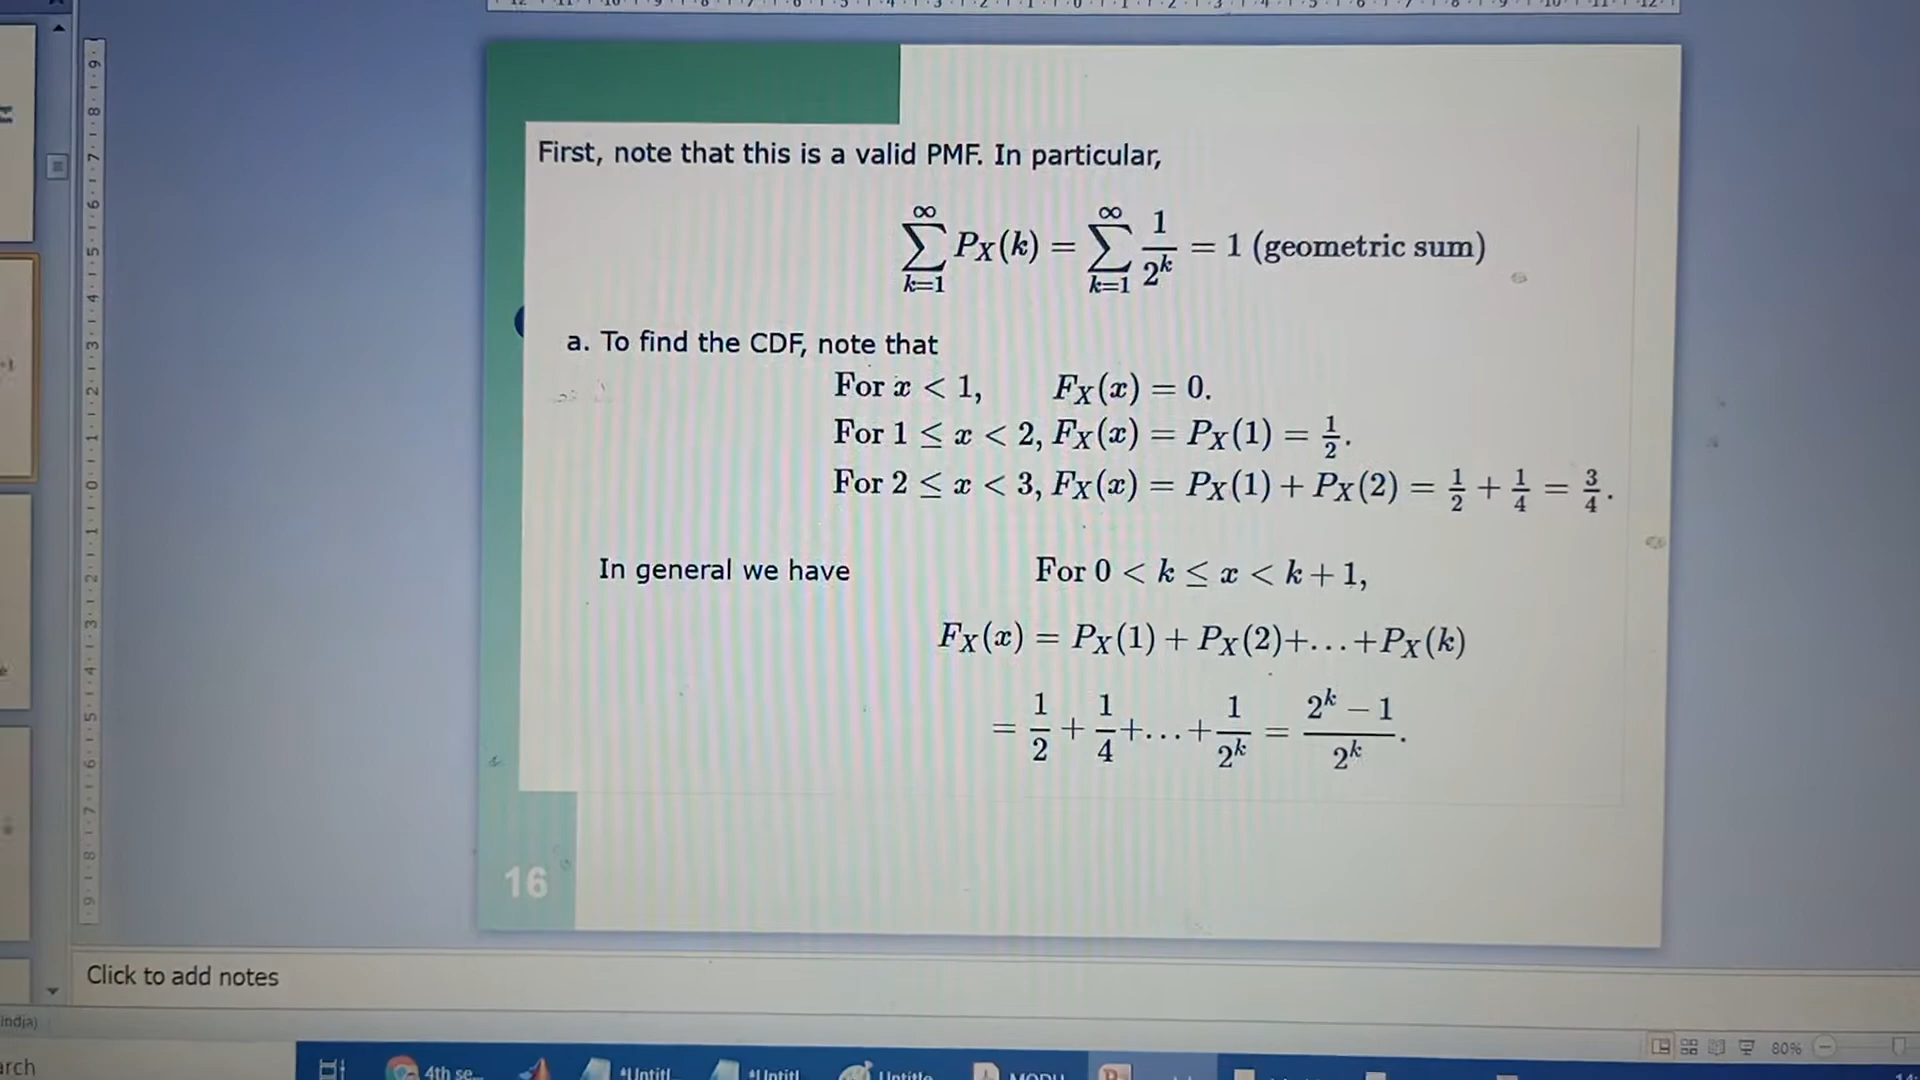 First, note that this is a valid PMF. In particular,
∑_{k=1}^{∞} P_X(k) = ∑_{k=1}^{∞} 1/2^k = 1 (geometric sum)
a. To find the CDF, note that
For x < 1, F_X(x) = 0.
For 1 ≤ x < 2, F_X(x) = P_X(1) = 1/2.
For 2 ≤ x < 3, F_X(x) = P_X(1) + P_X(2) = 1/2 + 1/4 = 3/4.
In general we have For 0 < k ≤ x < k + 1,
F_X(x) = P_X(1) + P_X(2)+...+P_X(k)
= 1/2 + 1/4 +...+ 1/2^k = (2^k − 1)/2^k.
16
Click to add notes
80%
4th se...